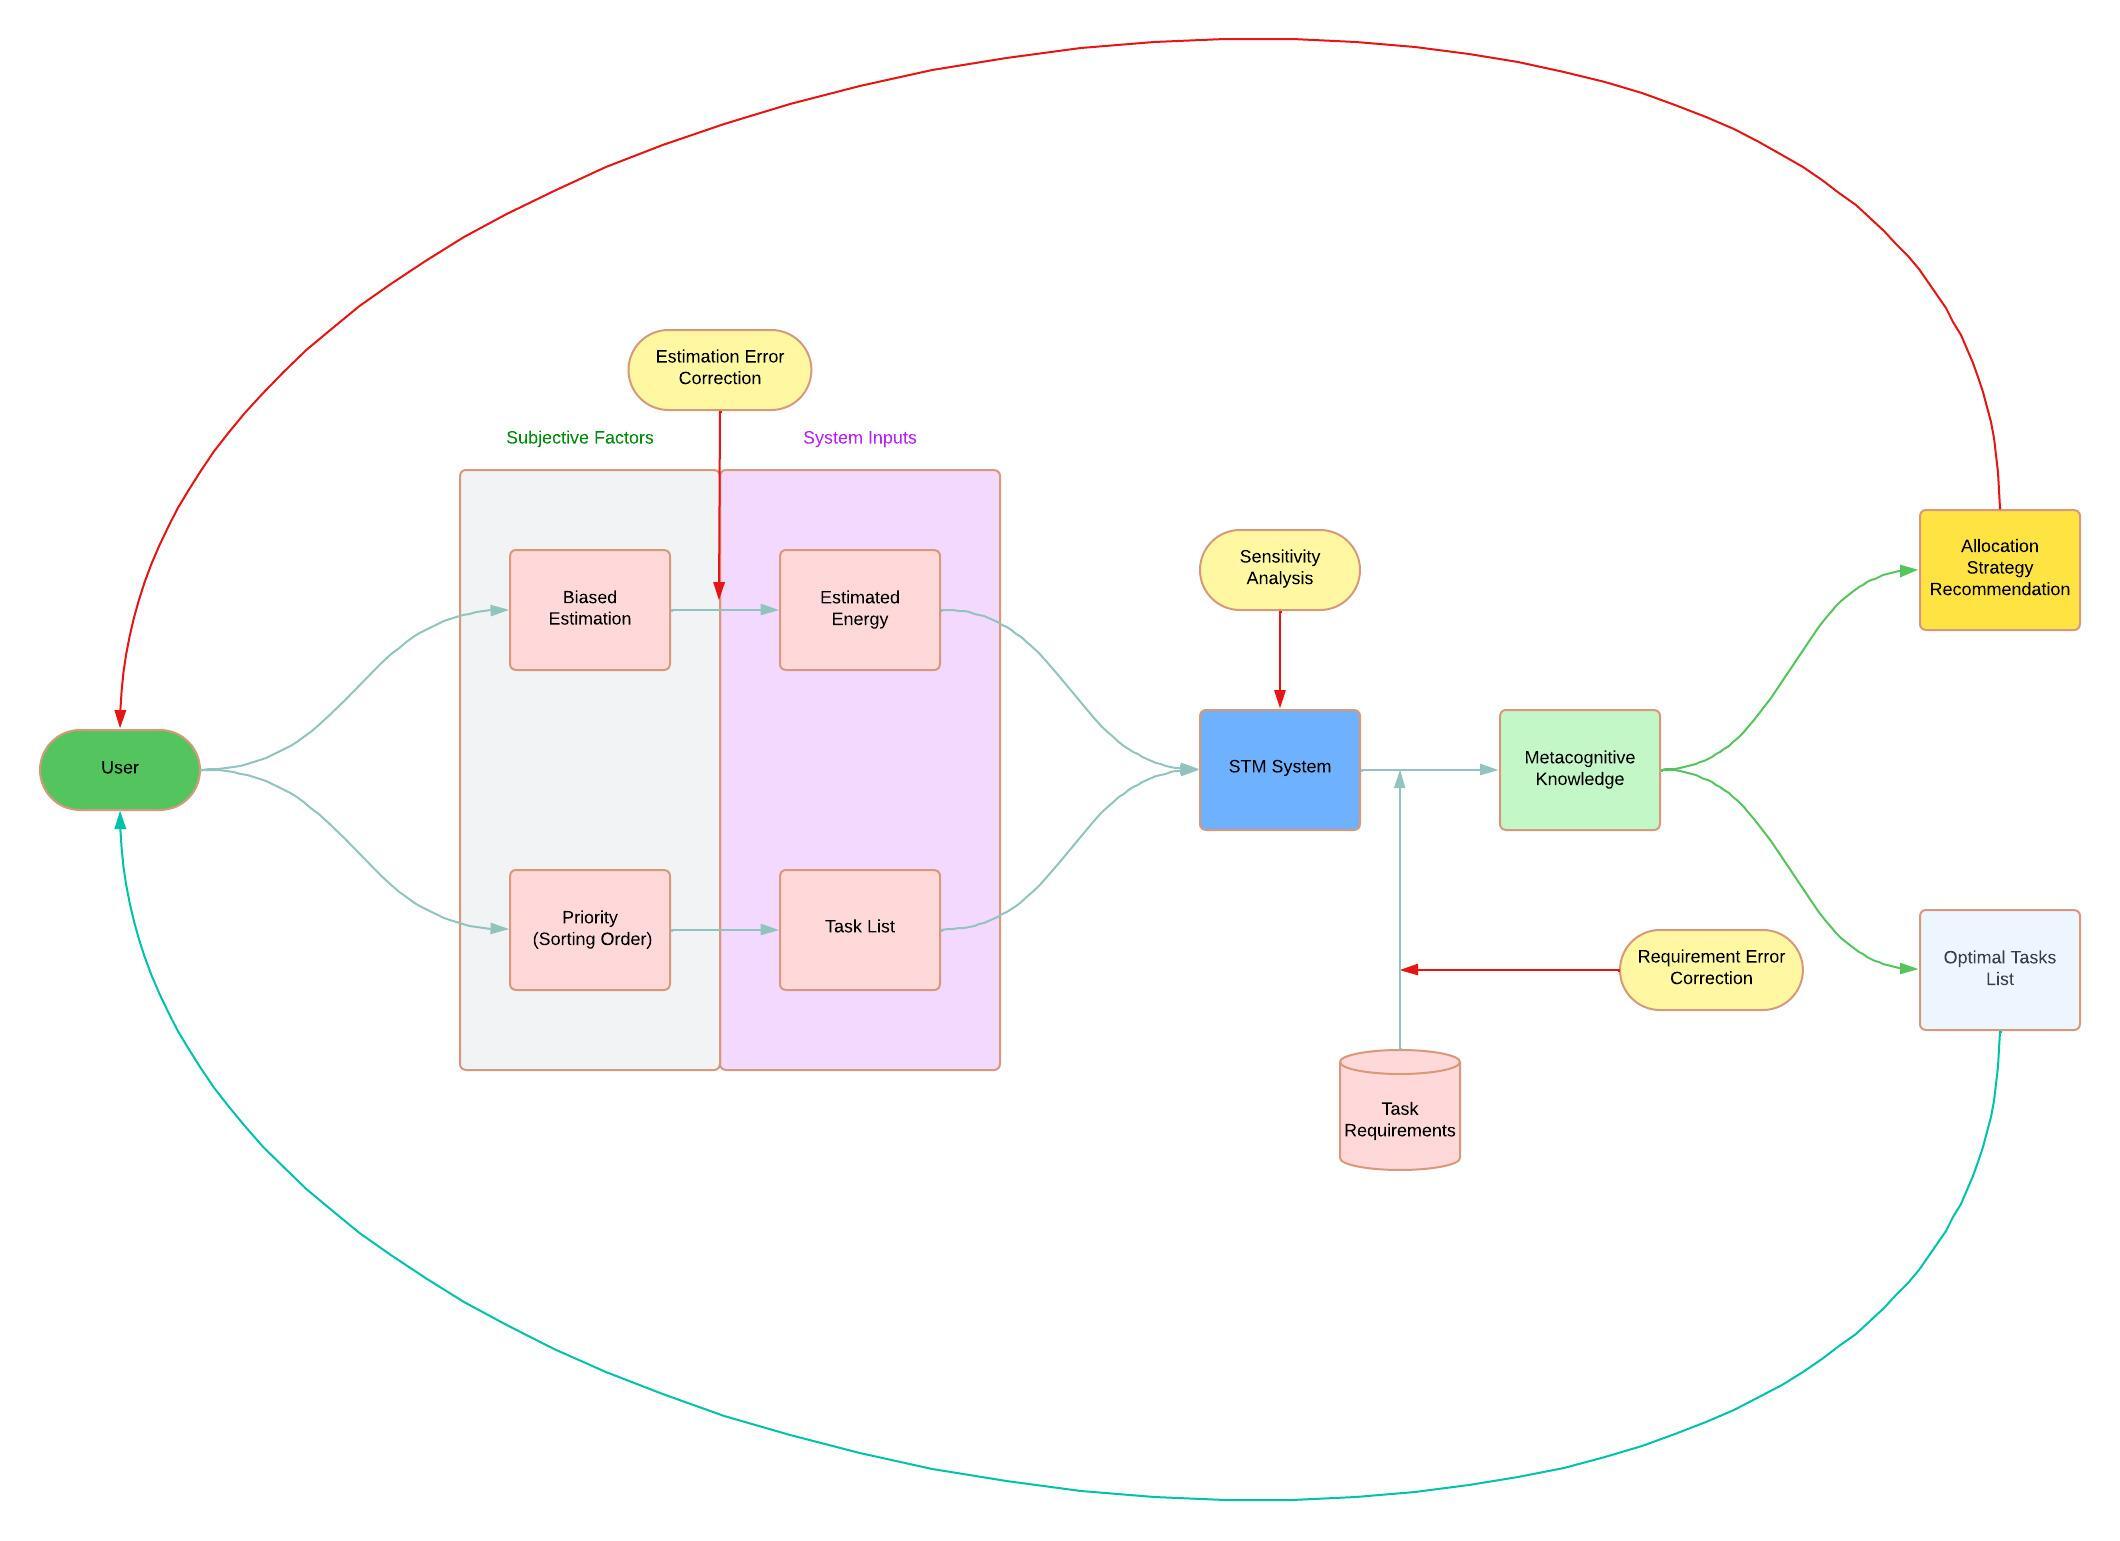 Estimation Error
Correction
Subjective Factors
System Inputs
Biased
Estimation
Estimated
Energy
Sensitivity
Analysis
Allocation
Strategy
Recommendation
User
STM System
Metacognitive
Knowledge
Priority
(Sorting Order)
Task List
Requirement Error
Correction
Optimal Tasks
List
Task
Requirements